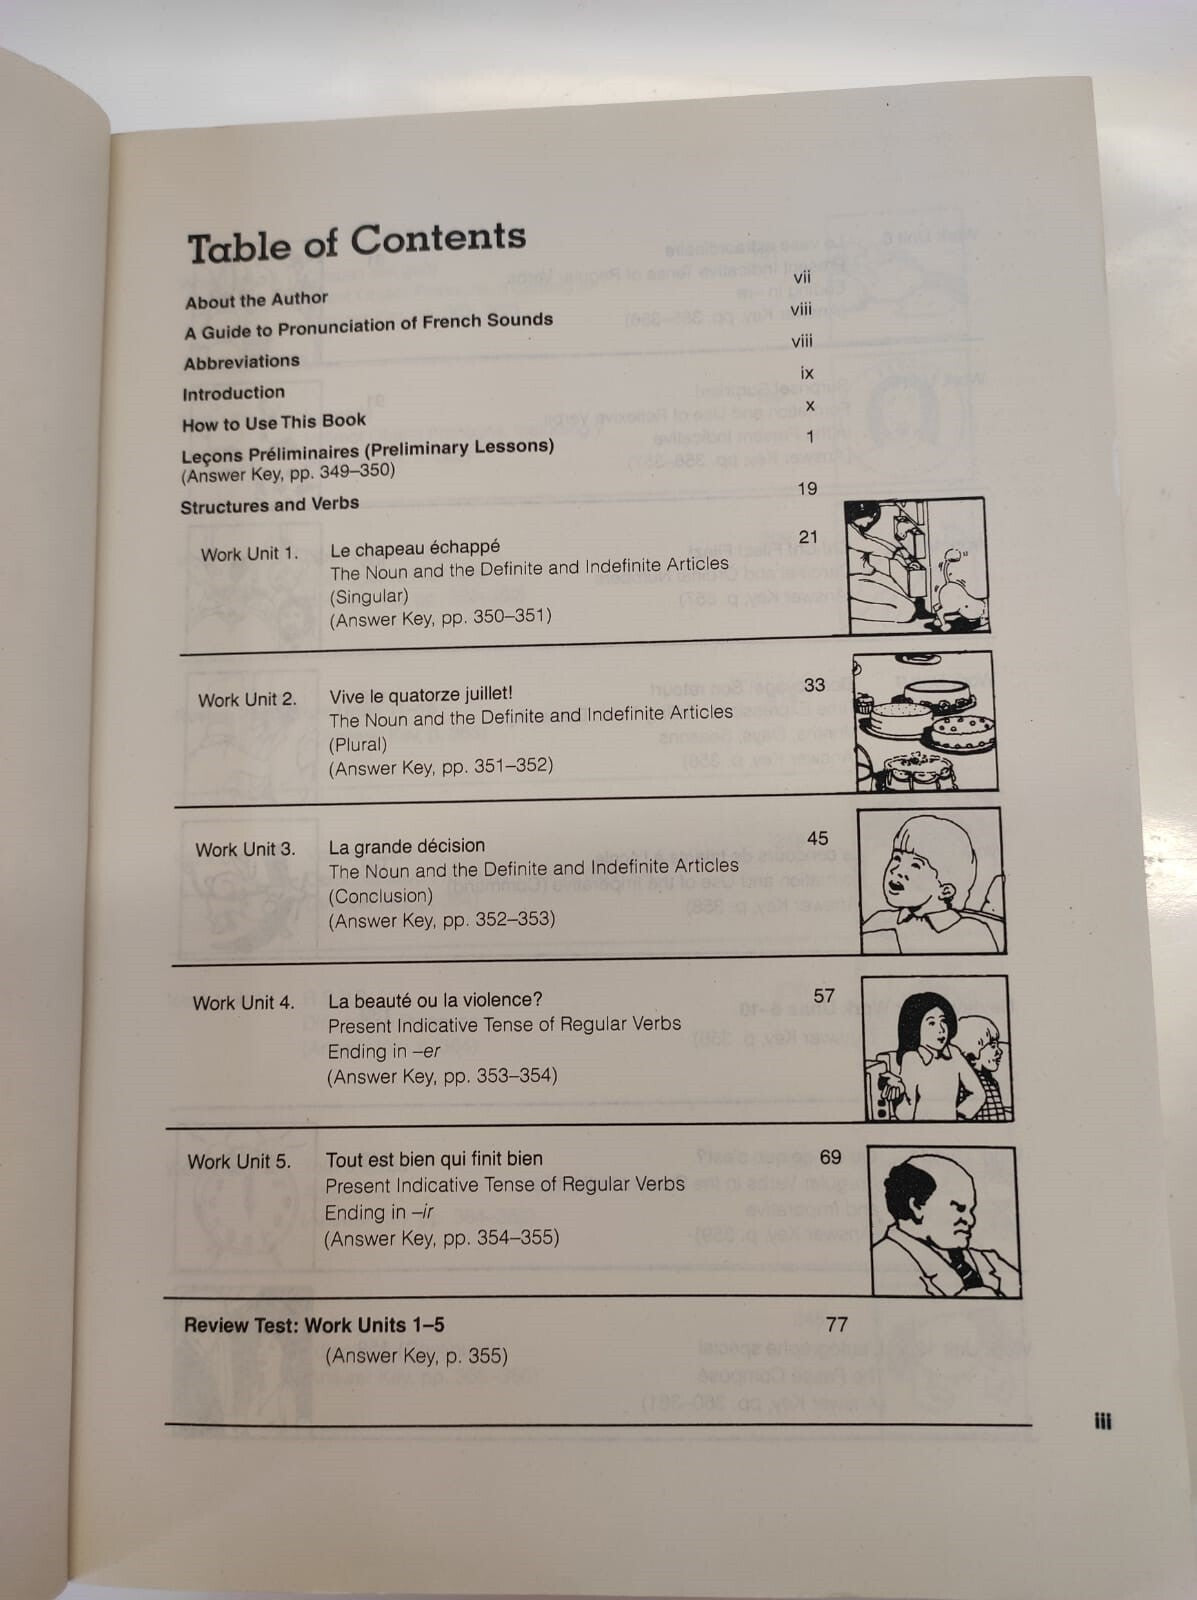 Table of Contents
About the Author vii
A Guide to Pronunciation of French Sounds viii
Abbreviations viii
Introduction ix
How to Use This Book x
Leçons Préliminaires (Preliminary Lessons) 1
(Answer Key, pp. 349–350)
Structures and Verbs 19
Work Unit 1. Le chapeau échappé 21
The Noun and the Definite and Indefinite Articles
(Singular)
(Answer Key, pp. 350–351)
Work Unit 2. Vive le quatorze juillet! 33
The Noun and the Definite and Indefinite Articles
(Plural)
(Answer Key, pp. 351–352)
Work Unit 3. La grande décision 45
The Noun and the Definite and Indefinite Articles
(Conclusion)
(Answer Key, pp. 352–353)
Work Unit 4. La beauté ou la violence? 57
Present Indicative Tense of Regular Verbs
Ending in –er
(Answer Key, pp. 353–354)
Work Unit 5. Tout est bien qui finit bien 69
Present Indicative Tense of Regular Verbs
Ending in –ir
(Answer Key, pp. 354–355)
Review Test: Work Units 1–5 77
(Answer Key, p. 355)
iii